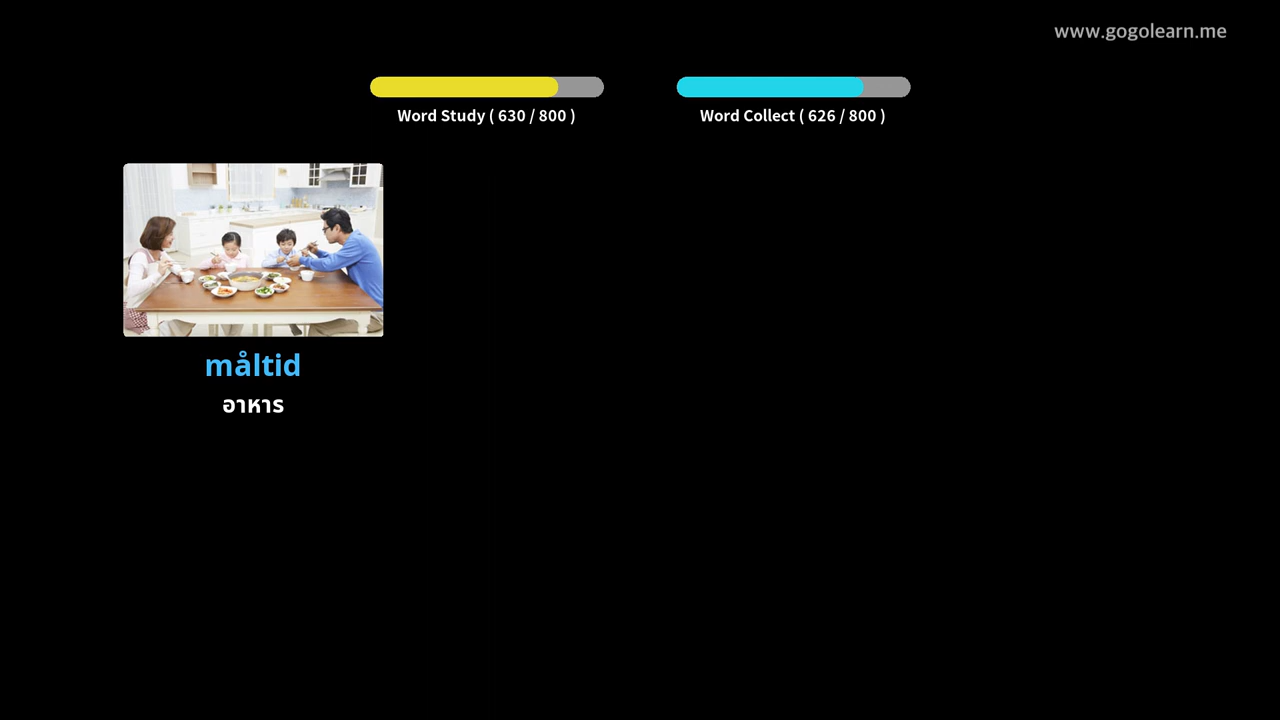 www.gogolearn.me
Word Study ( 630 / 800 )
Word Collect ( 626 / 800 )
måltid
อาหาร